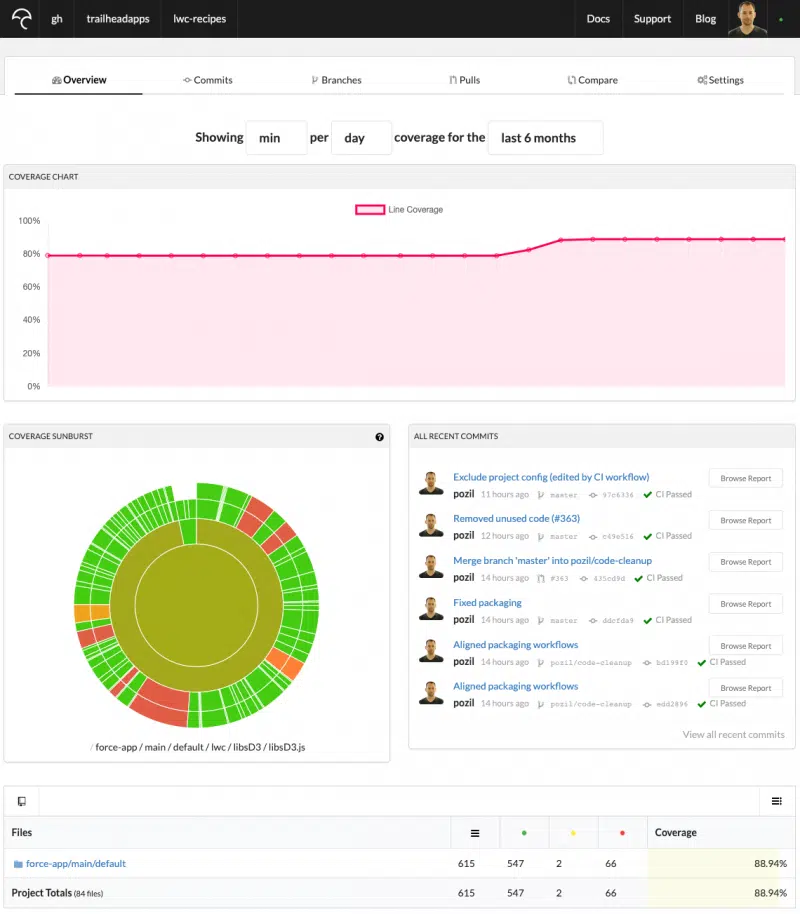 gh trailheadapps lwc-recipes Docs Support Blog
Overview Commits Branches Pulls Compare Settings
Showing min per day coverage for the last 6 months
COVERAGE CHART
Line Coverage
100%
80%
60%
40%
20%
0%
COVERAGE SUNBURST
/ force-app / main / default / lwc / libsD3 / libsD3.js
ALL RECENT COMMITS
Exclude project config (edited by CI workflow) Browse Report
pozil 11 hours ago master 97c6336 CI Passed
Removed unused code (#363) Browse Report
pozil 12 hours ago master c49e516 CI Passed
Merge branch 'master' into pozil/code-cleanup Browse Report
pozil 14 hours ago #363 435cd9d CI Passed
Fixed packaging Browse Report
pozil 14 hours ago master ddcfda9 CI Passed
Aligned packaging workflows Browse Report
pozil 14 hours ago pozil/code-cleanup bd199f0 CI Passed
Aligned packaging workflows Browse Report
pozil 14 hours ago pozil/code-cleanup edd2896 CI Passed
View all recent commits
Files Coverage
force-app/main/default 615 547 2 66 88.94%
Project Totals (84 files) 615 547 2 66 88.94%